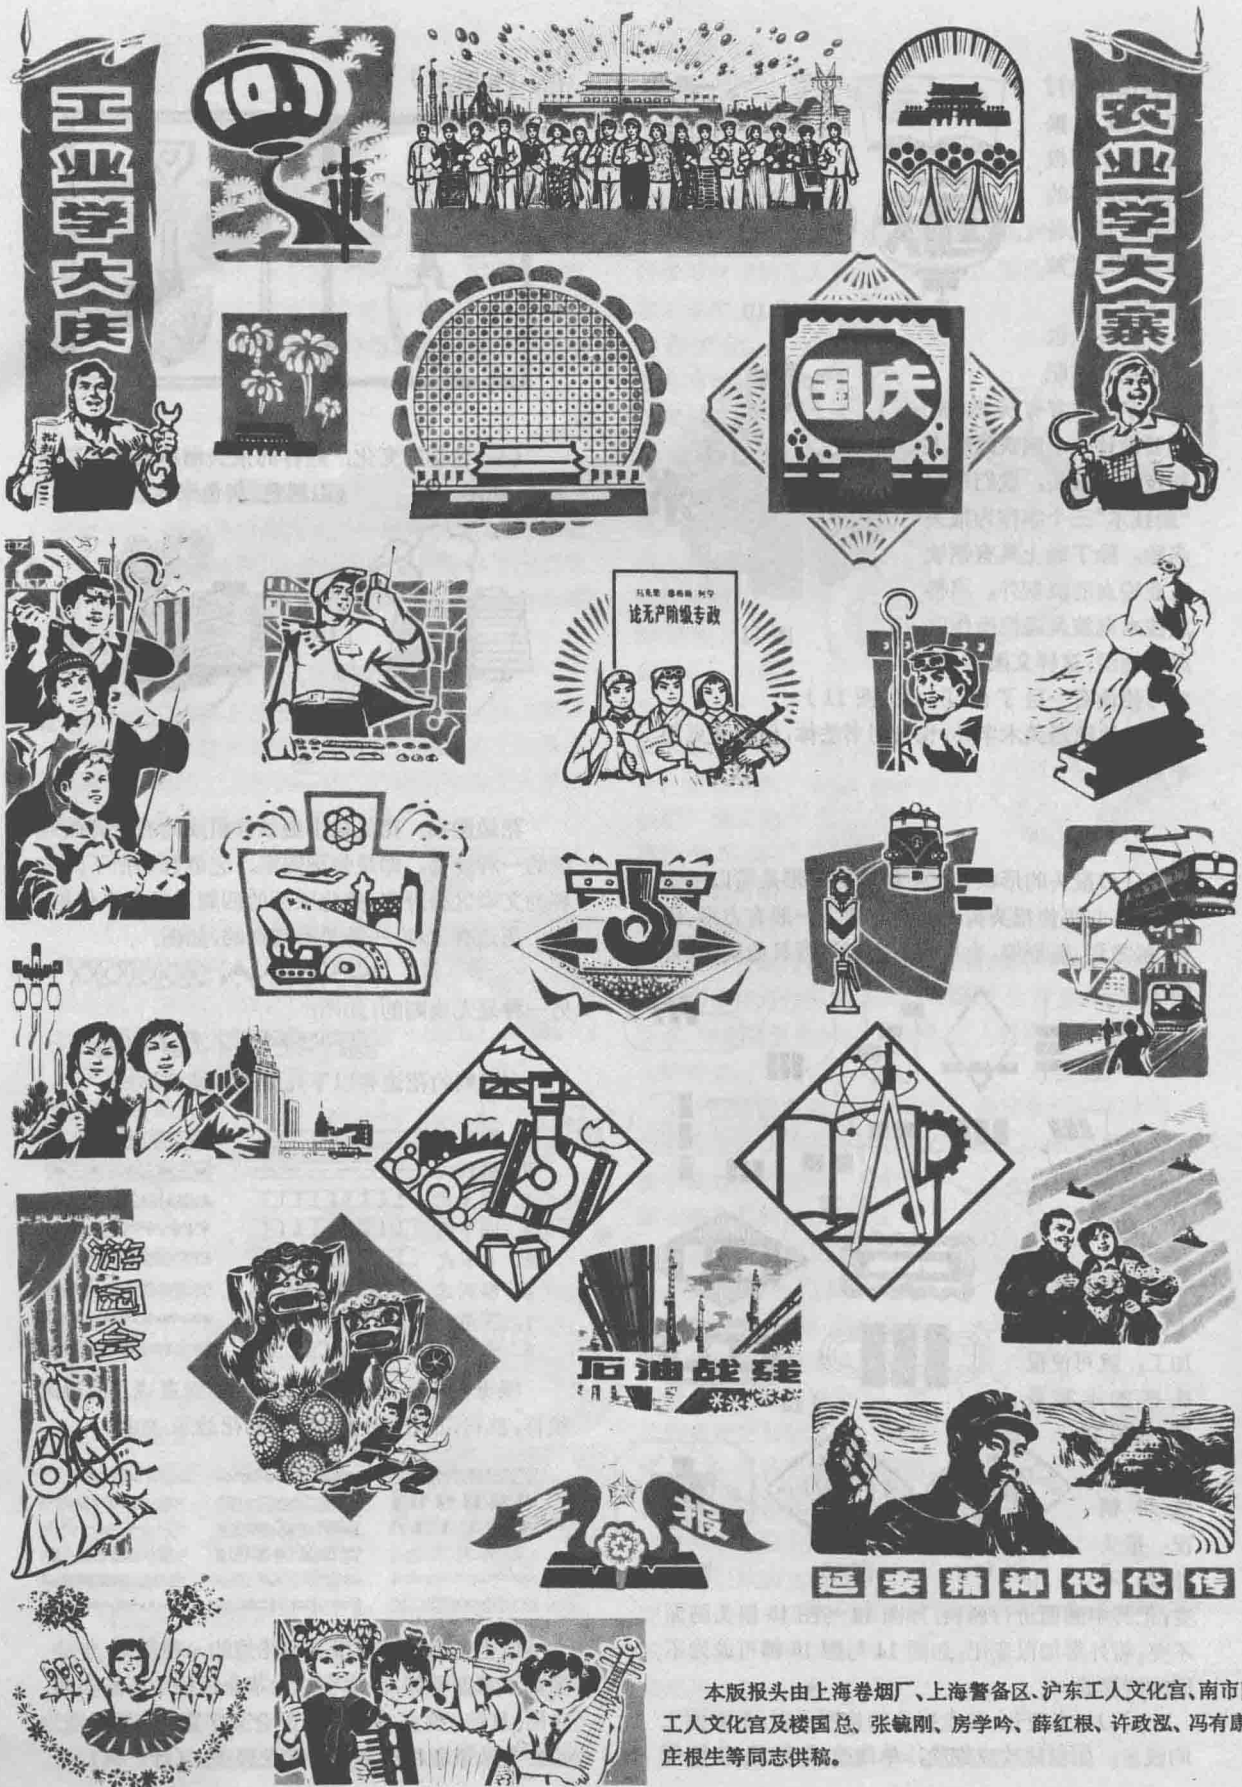 工业学大庆
10.1
农业学大寨
国庆
马克思 恩格斯 列宁
论无产阶级专政
游园会
石油战线
报
延安精神代代传
本版报头由上海卷烟厂、上海警备区、沪东工人文化宫、南市
工人文化宫及楼国总、张毓刚、房学吟、薛红根、许政泓、冯有康
庄根生等同志供稿。